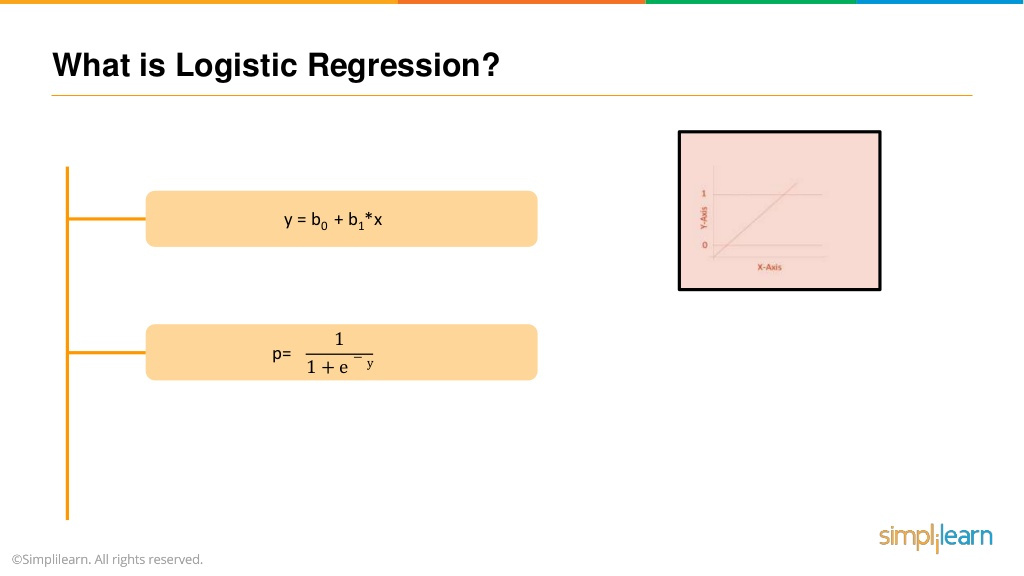 What is Logistic Regression?
y = b₀ + b₁*x
p= 1
1 + e ⁻ ʸ
1
Y-Axis
0
X-Axis
simplilearn
©Simplilearn. All rights reserved.